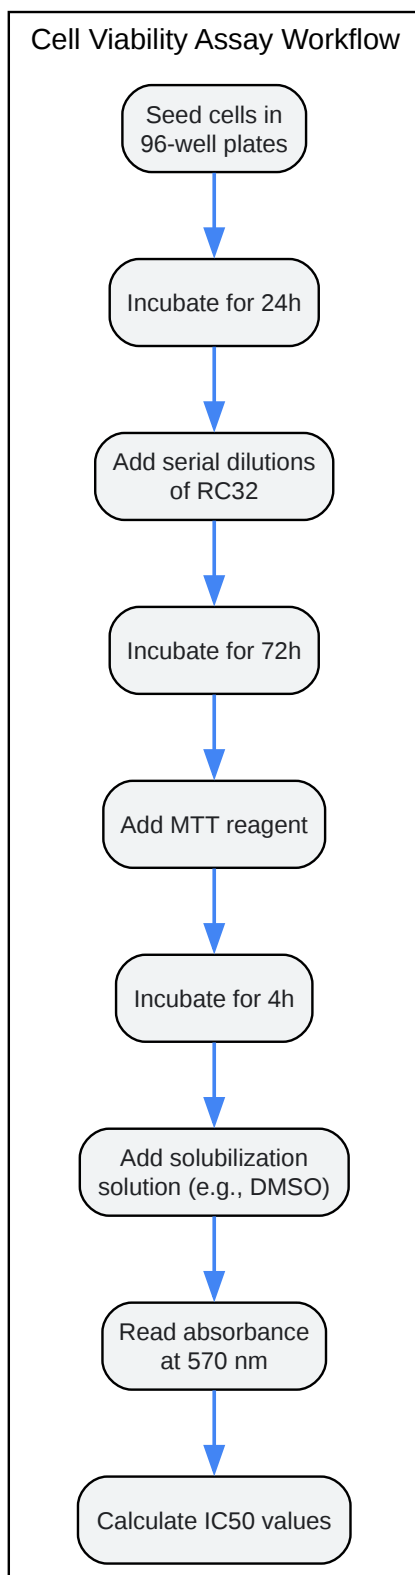 Cell Viability Assay Workflow
Seed cells in
96-well plates
Incubate for 24h
Add serial dilutions
of RC32
Incubate for 72h
Add MTT reagent
Incubate for 4h
Add solubilization
solution (e.g., DMSO)
Read absorbance
at 570 nm
Calculate IC50 values